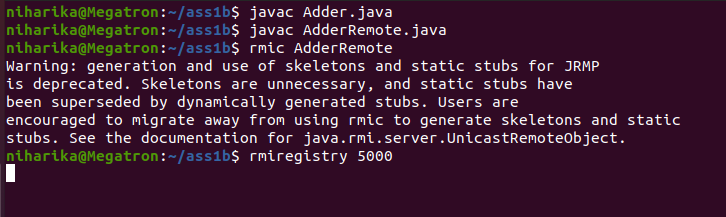 niharika@Megatron:~/ass1b$ javac Adder.java
niharika@Megatron:~/ass1b$ javac AdderRemote.java
niharika@Megatron:~/ass1b$ rmic AdderRemote
Warning: generation and use of skeletons and static stubs for JRMP
is deprecated. Skeletons are unnecessary, and static stubs have
been superseded by dynamically generated stubs. Users are
encouraged to migrate away from using rmic to generate skeletons and static
stubs. See the documentation for java.rmi.server.UnicastRemoteObject.
niharika@Megatron:~/ass1b$ rmiregistry 5000